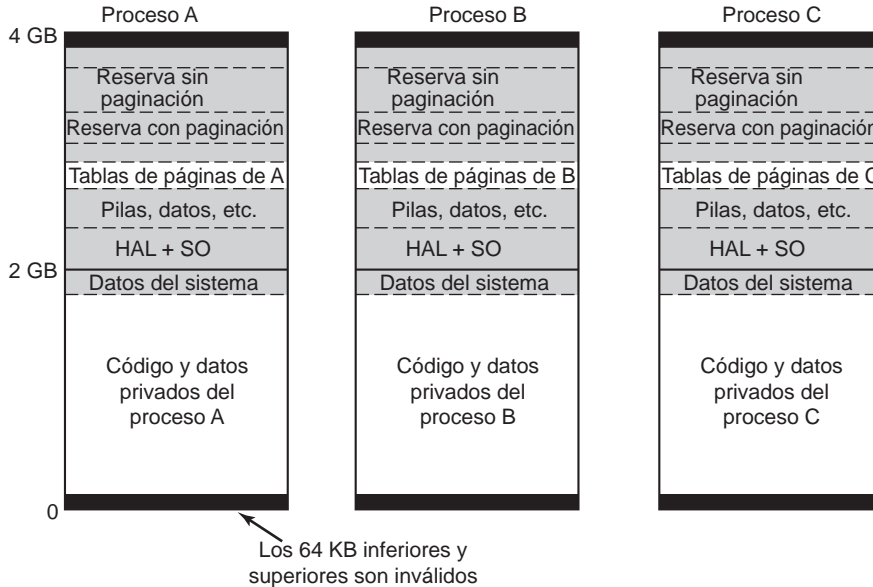 Proceso A
Proceso B
Proceso C
4 GB
2 GB
0
Reserva sin
paginación
Reserva con paginación
Tablas de páginas de A
Pilas, datos, etc.
HAL + SO
Datos del sistema
Código y datos
privados del
proceso A
Reserva sin
paginación
Reserva con paginación
Tablas de páginas de B
Pilas, datos, etc.
HAL + SO
Datos del sistema
Código y datos
privados del
proceso B
Reserva sin
paginación
Reserva con paginación
Tablas de páginas de C
Pilas, datos, etc.
HAL + SO
Datos del sistema
Código y datos
privados del
proceso C
Los 64 KB inferiores y
superiores son inválidos